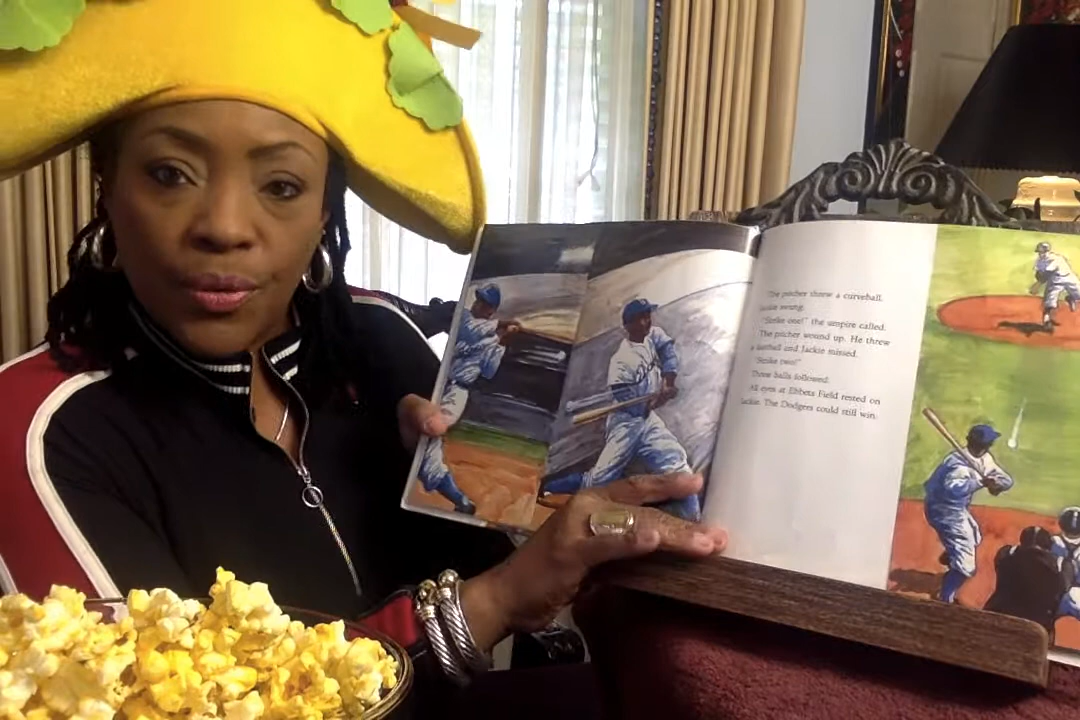 The pitcher threw a curveball.
Jackie swung.
"Strike one!" the umpire called.
The pitcher wound up. He threw
a fastball and Jackie missed.
"Strike two!"
Three balls followed.
All eyes at Ebbets Field rested on
Jackie. The Dodgers could still win.